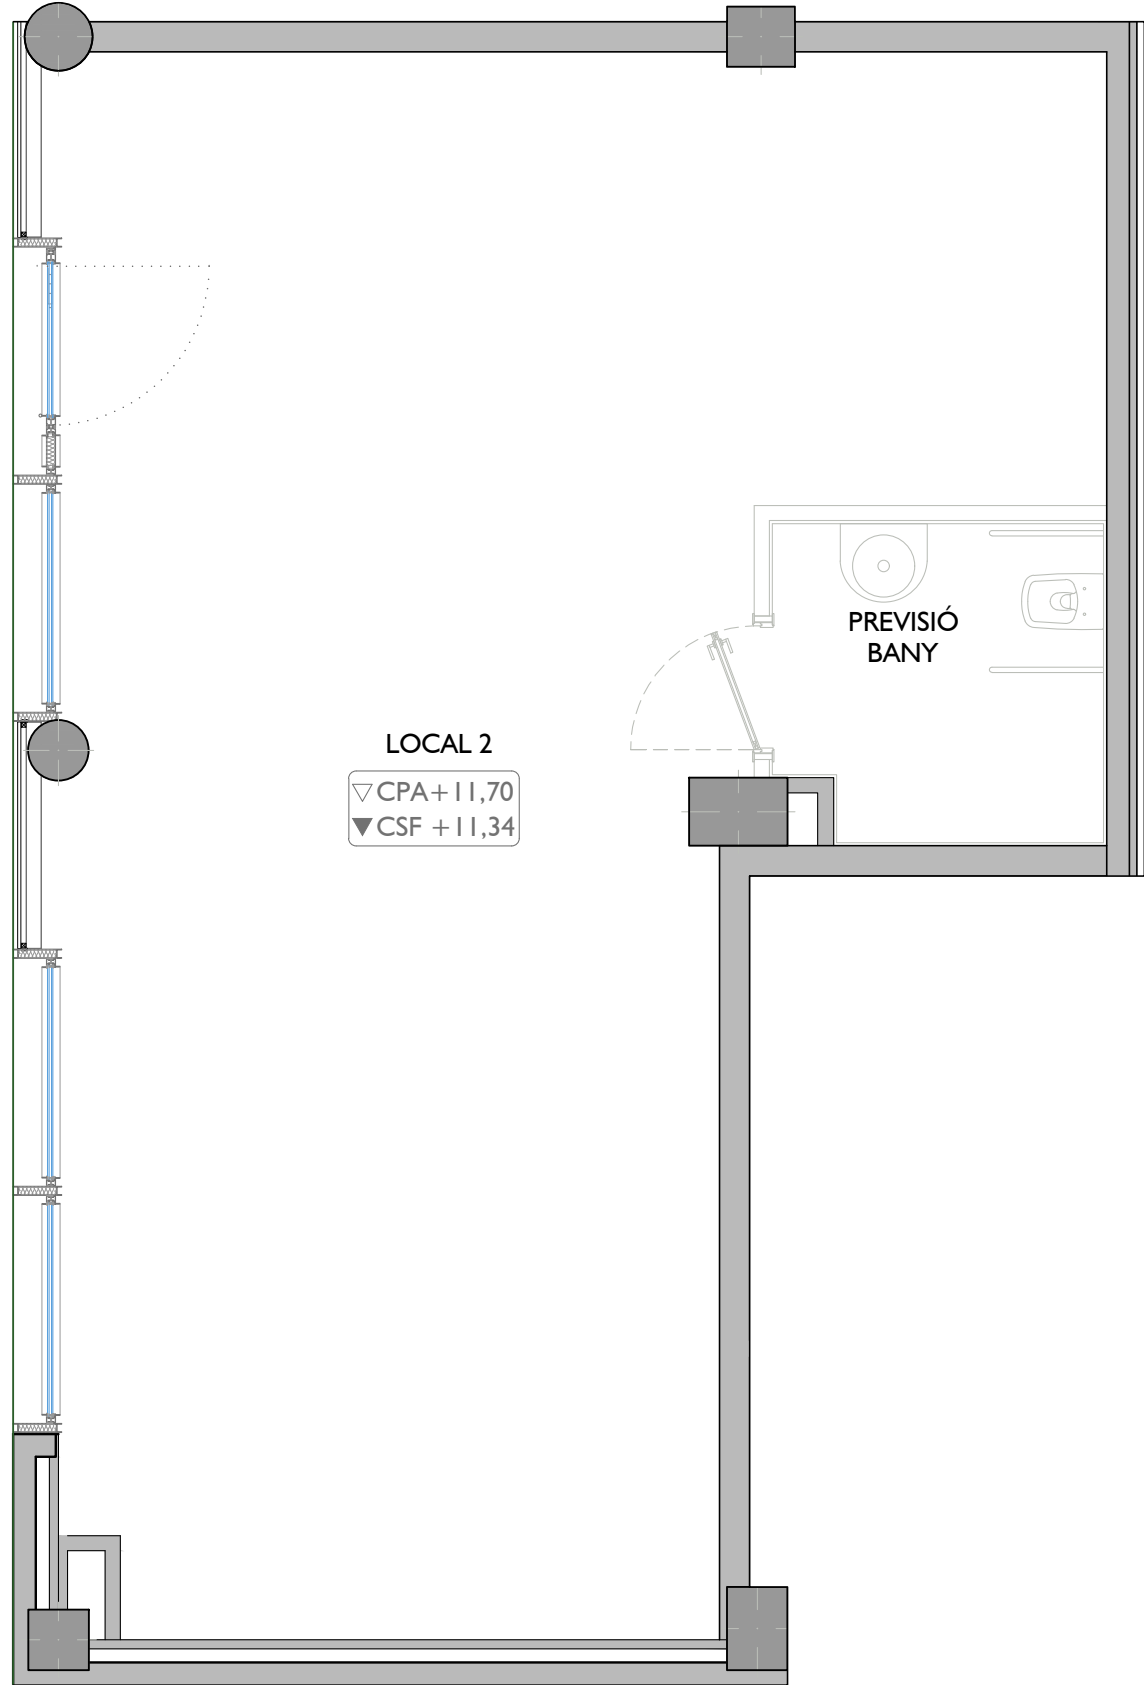 PREVISIÓ
BANY
LOCAL 2
▽ CPA+11,70
▼ CSF +11,34